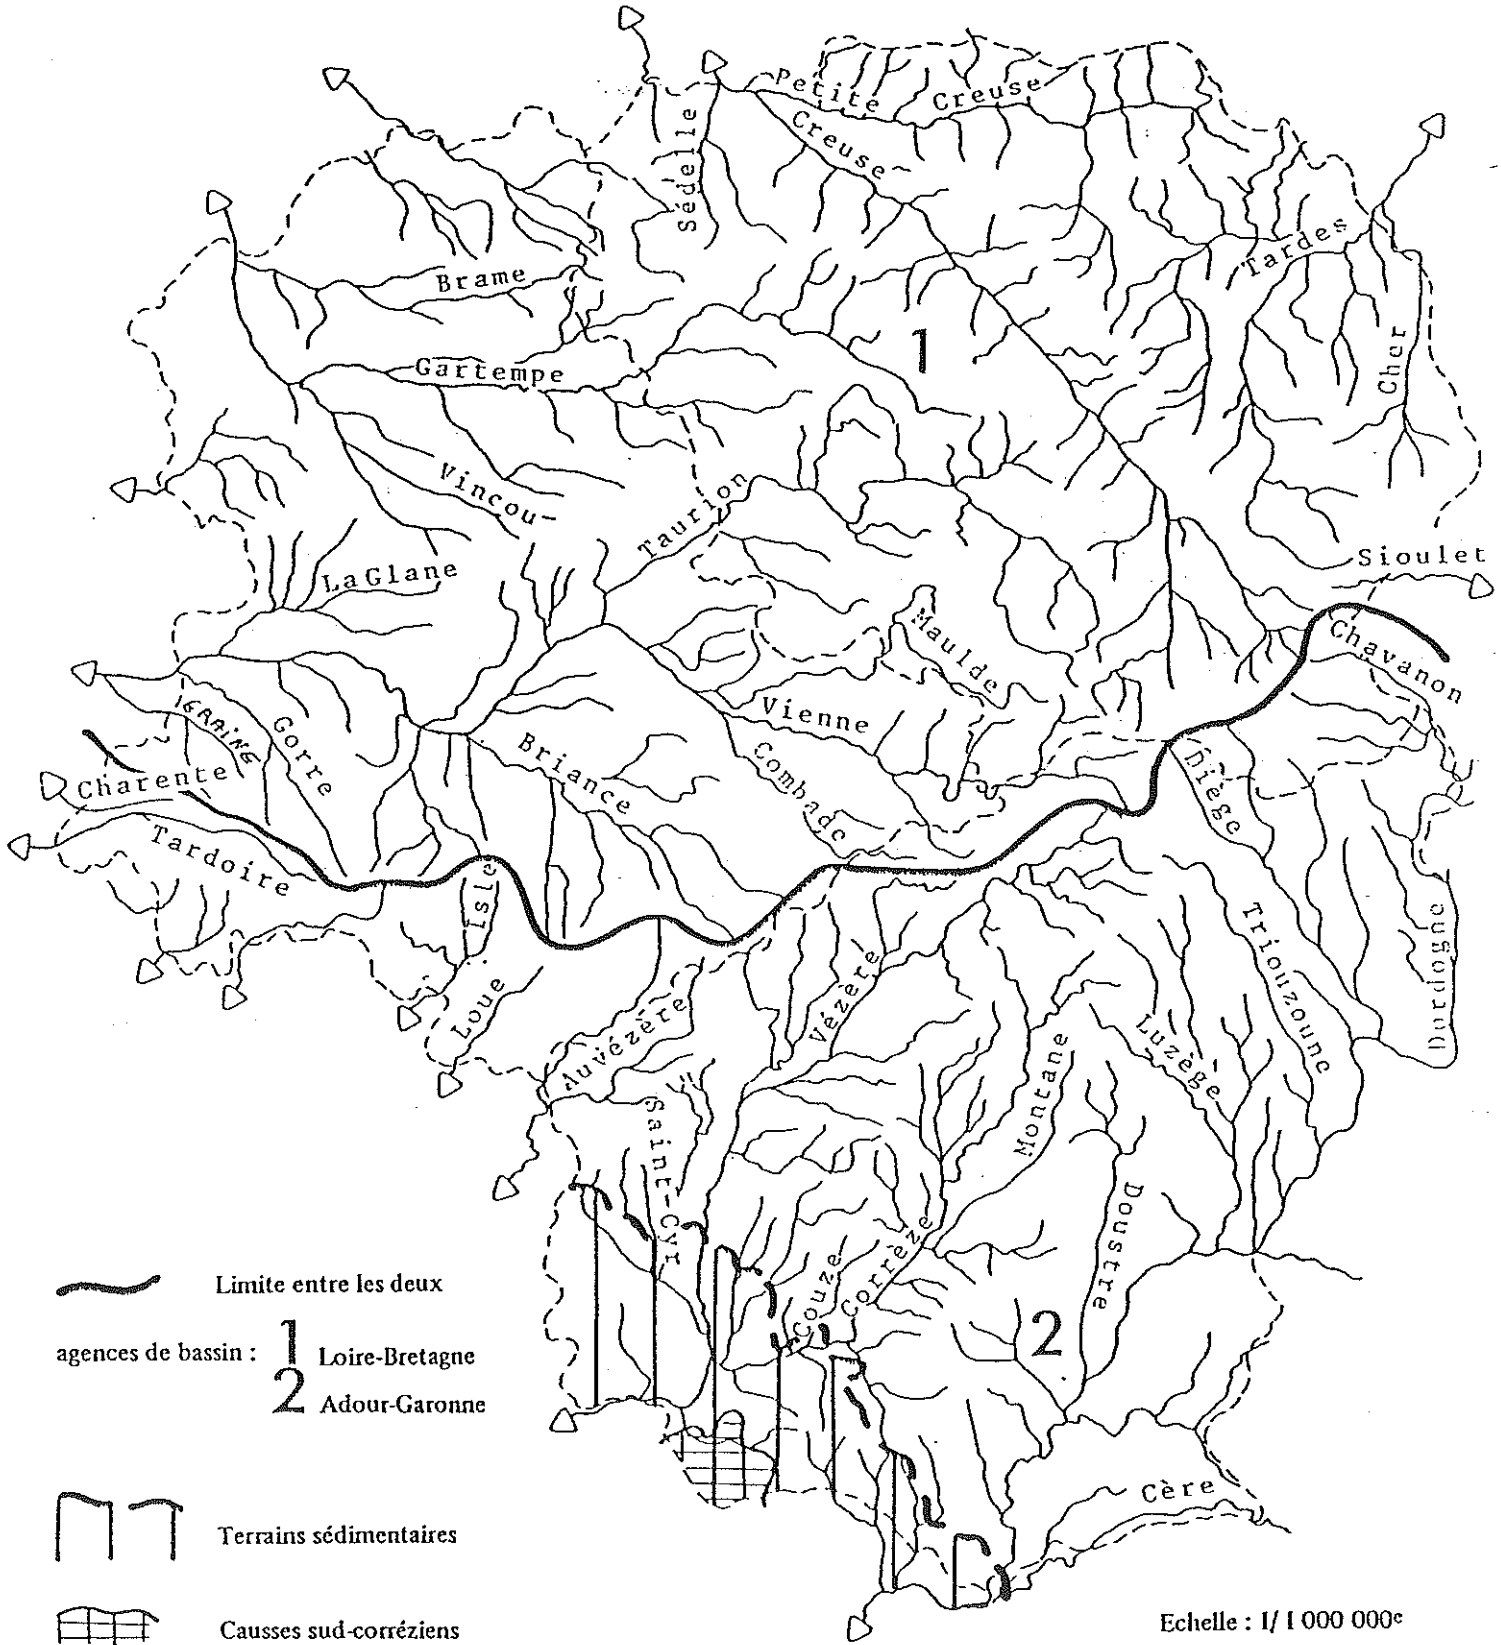 Petite Creuse
Creuse
Sédelle
Tardes
Brame
1
Gartempe
Cher
Vincou
Taurion
Sioulet
La Glane
Maulde
Chavanon
Vienne
GRAINE
Gorre
Briance
Combade
Charente
Tardoire
Diège
Isle
Triouzoune
Dordogne
Vézère
Loue
Auvézère
Luzège
Montane
Saint-Cyr
Doustre
Corrèze
Couze
2
Cère
Limite entre les deux
agences de bassin : 1 Loire-Bretagne
2 Adour-Garonne
Terrains sédimentaires
Causses sud-corréziens
Echelle : 1/ 1 000 000e